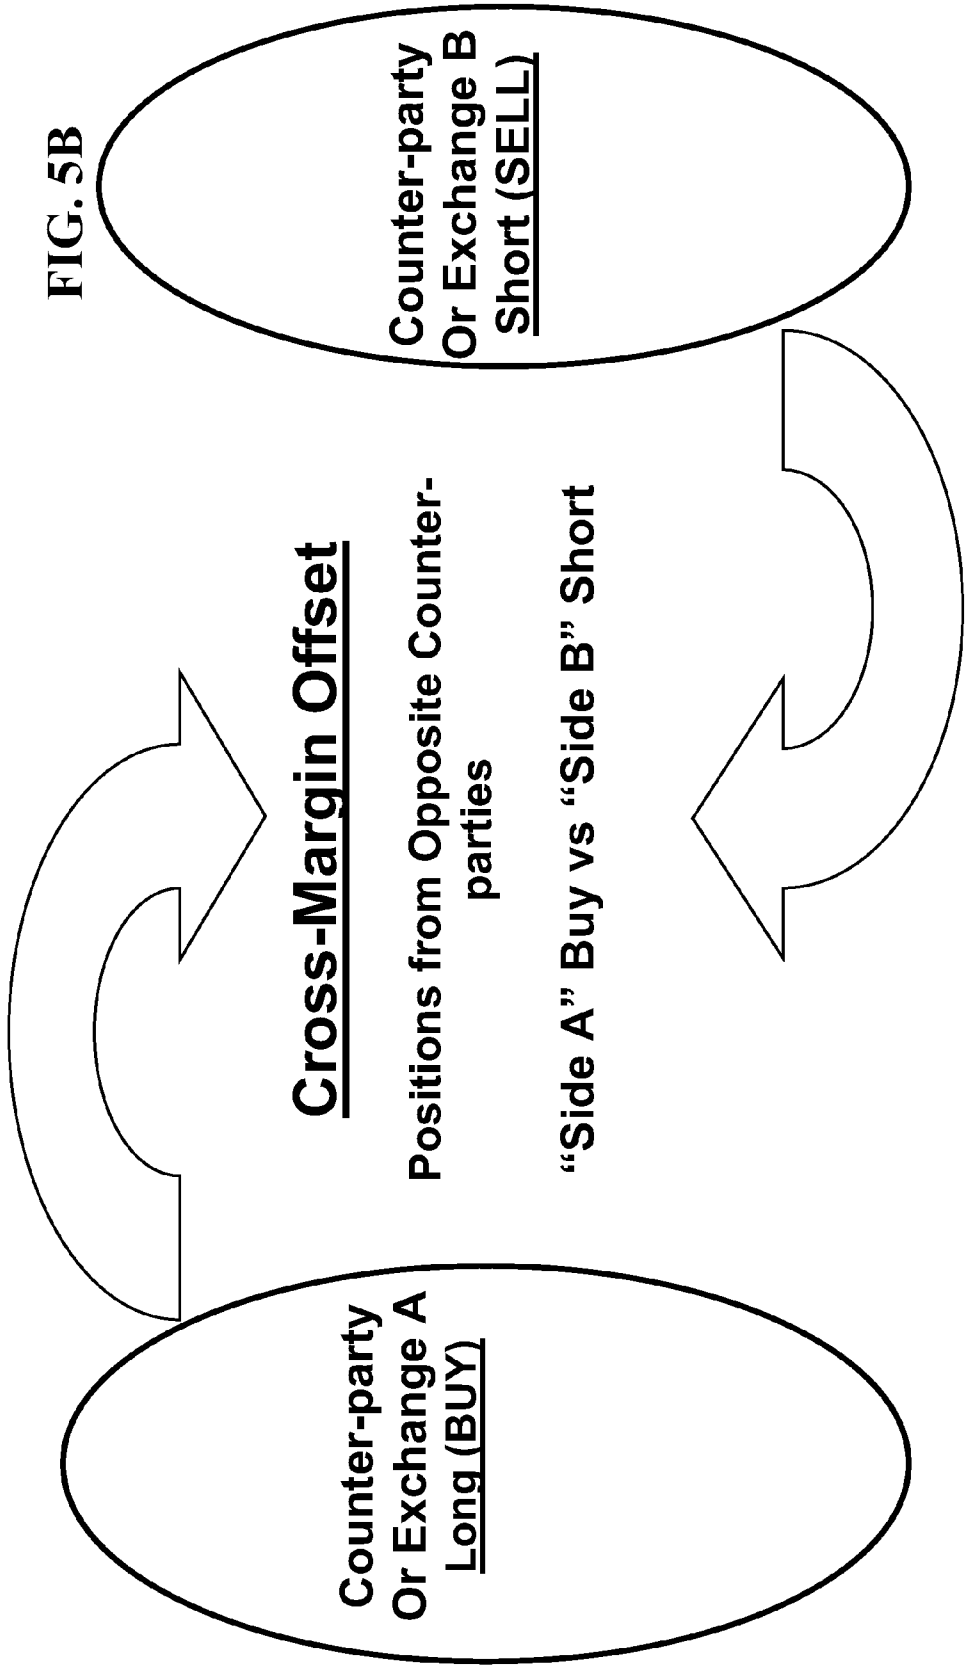 FIG. 5B
Counter-party
Or Exchange A
Long (BUY)
Cross-Margin Offset
Positions from Opposite Counter-
parties
“Side A” Buy vs “Side B” Short
Counter-party
Or Exchange B
Short (SELL)